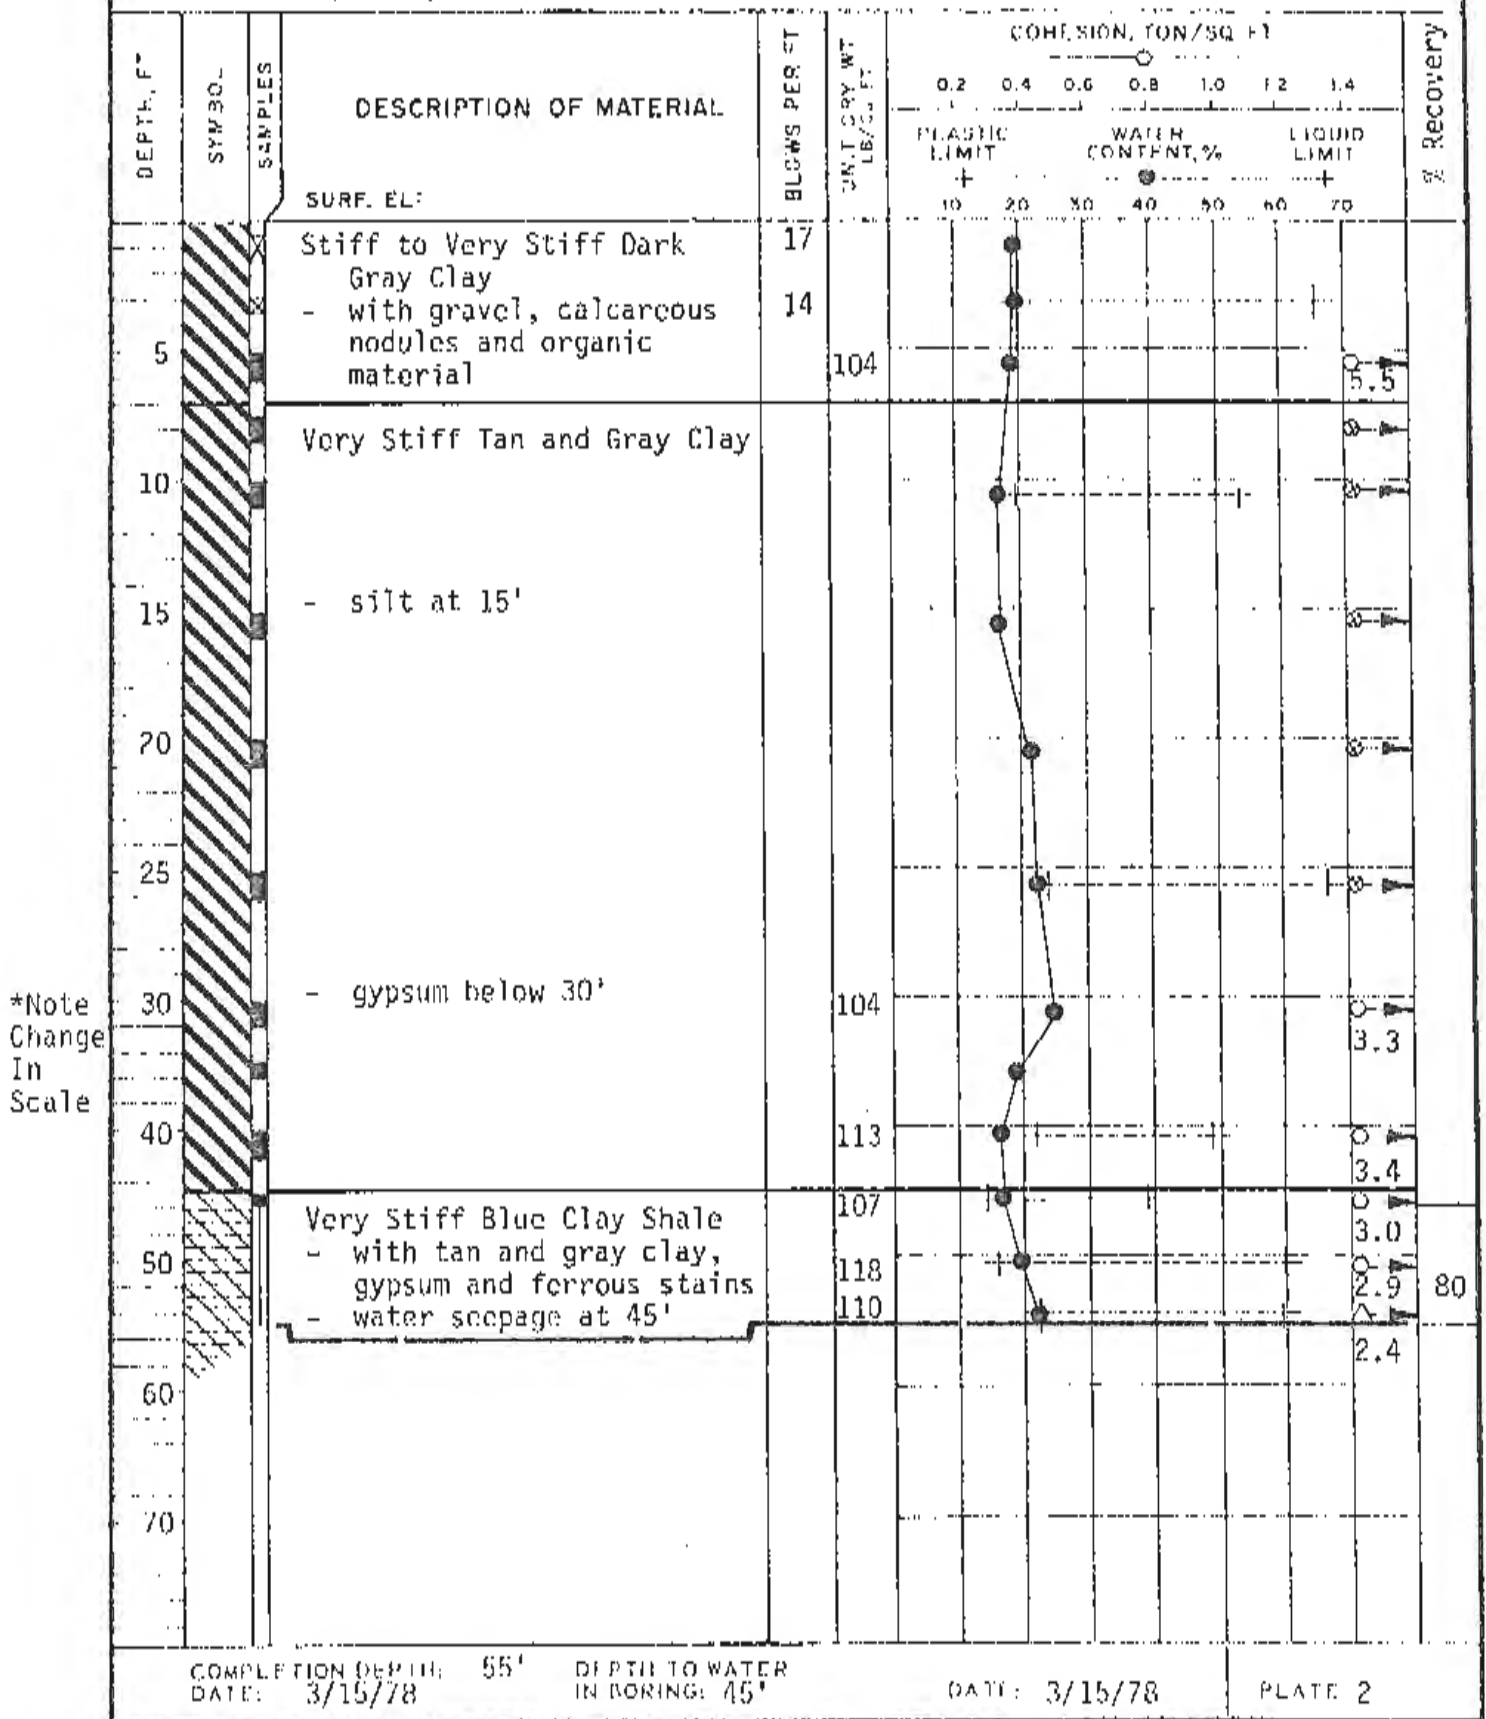 DEPTH, FT
SYMBOL
SAMPLES
DESCRIPTION OF MATERIAL
SURF. EL:
BLOWS PER FT
UNIT DRY WT
LB/CU FT
COHESION, TON/SQ FT
0.2 0.4 0.6 0.8 1.0 1.2 1.4
PLASTIC LIMIT
WATER CONTENT, %
LIQUID LIMIT
10 20 30 40 50 60 70
% Recovery
Stiff to Very Stiff Dark
Gray Clay
- with gravel, calcareous
nodules and organic
material
17
14
5
104
5.5
Very Stiff Tan and Gray Clay
10
- silt at 15'
15
20
25
- gypsum below 30'
*Note
Change
In
Scale
30
104
3.3
40
113
3.4
107
3.0
Very Stiff Blue Clay Shale
- with tan and gray clay,
gypsum and ferrous stains
- water seepage at 45'
50
118
2.9
80
110
2.4
60
70
COMPLETION DEPTH: 55'
DATE: 3/15/78
DEPTH TO WATER
IN BORING: 45'
DATE: 3/15/78
PLATE 2